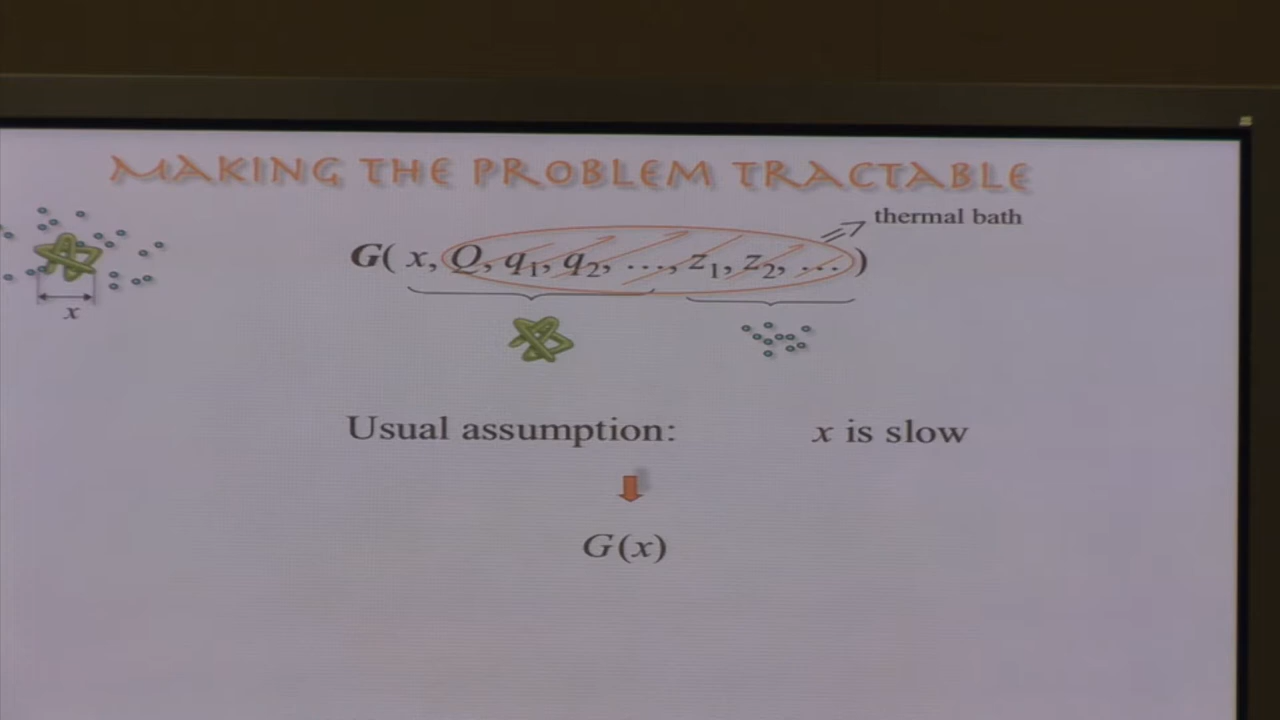 MAKING THE PROBLEM TRACTABLE
thermal bath
G( x, Q, q1, q2, ..., z1, z2, ... )
x
Usual assumption: x is slow
G(x)